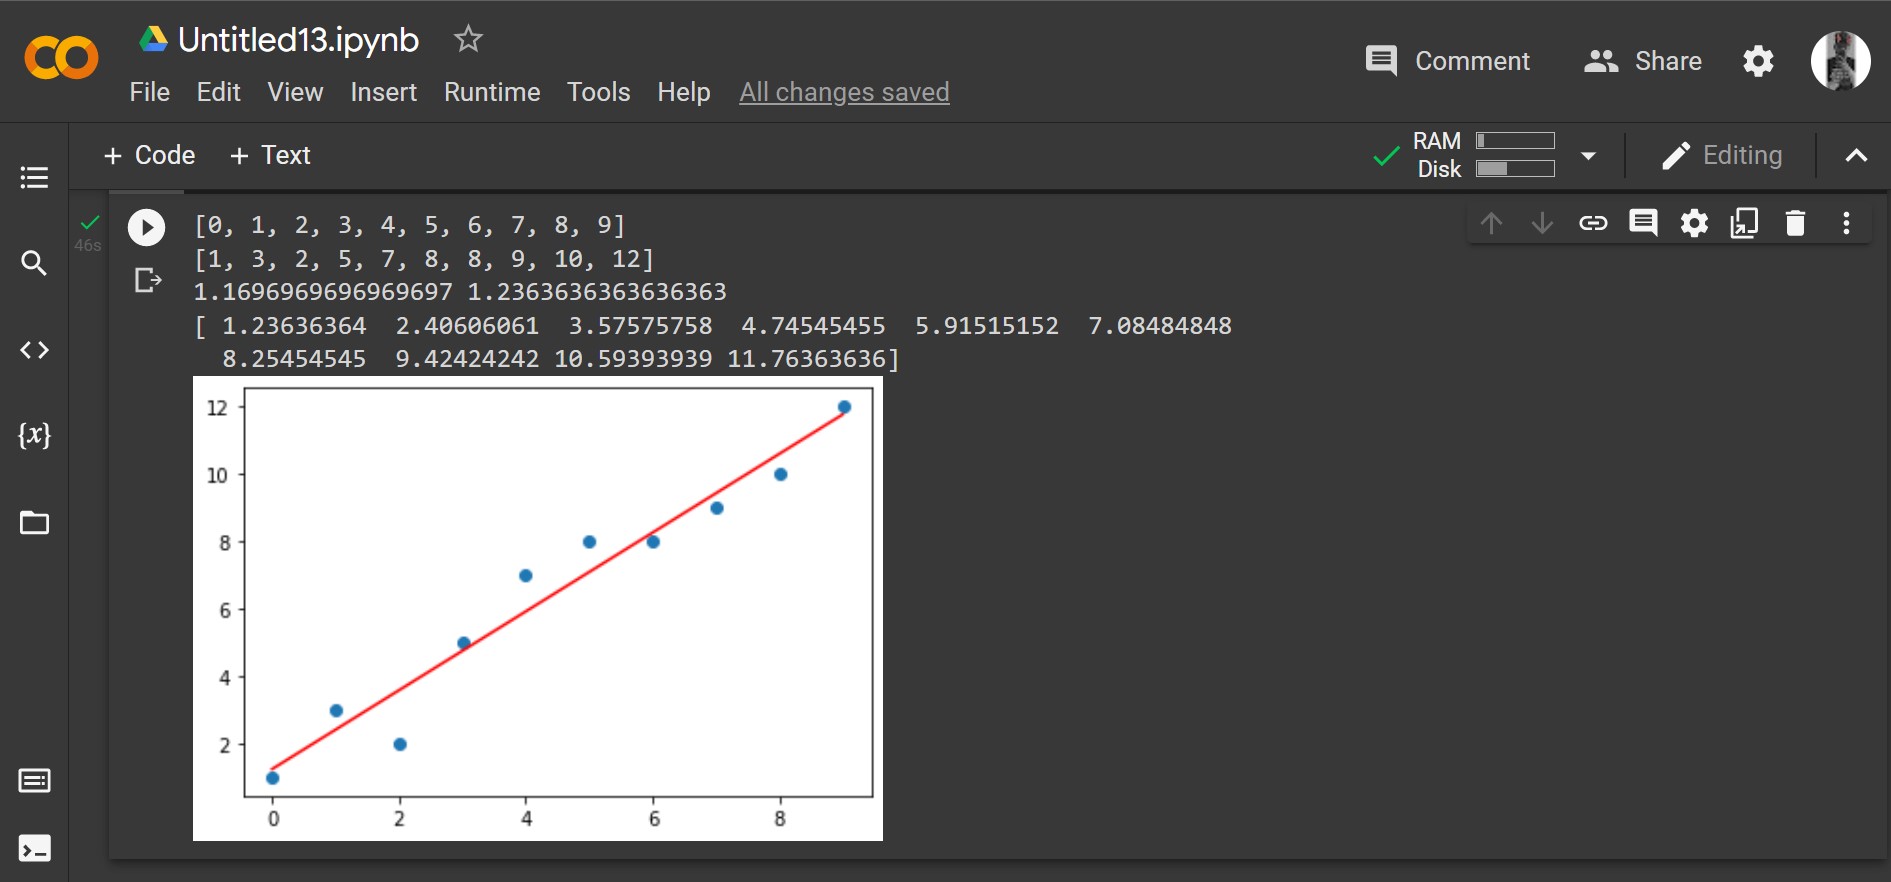 Untitled13.ipynb
File Edit View Insert Runtime Tools Help All changes saved
Comment Share
+ Code + Text
RAM
Disk
Editing
46s
[0, 1, 2, 3, 4, 5, 6, 7, 8, 9]
[1, 3, 2, 5, 7, 8, 8, 9, 10, 12]
1.1696969696969697 1.2363636363636363
[ 1.23636364 2.40606061 3.57575758 4.74545455 5.91515152 7.08484848
8.25454545 9.42424242 10.59393939 11.76363636]
{x}
12
10
8
6
4
2
0 2 4 6 8